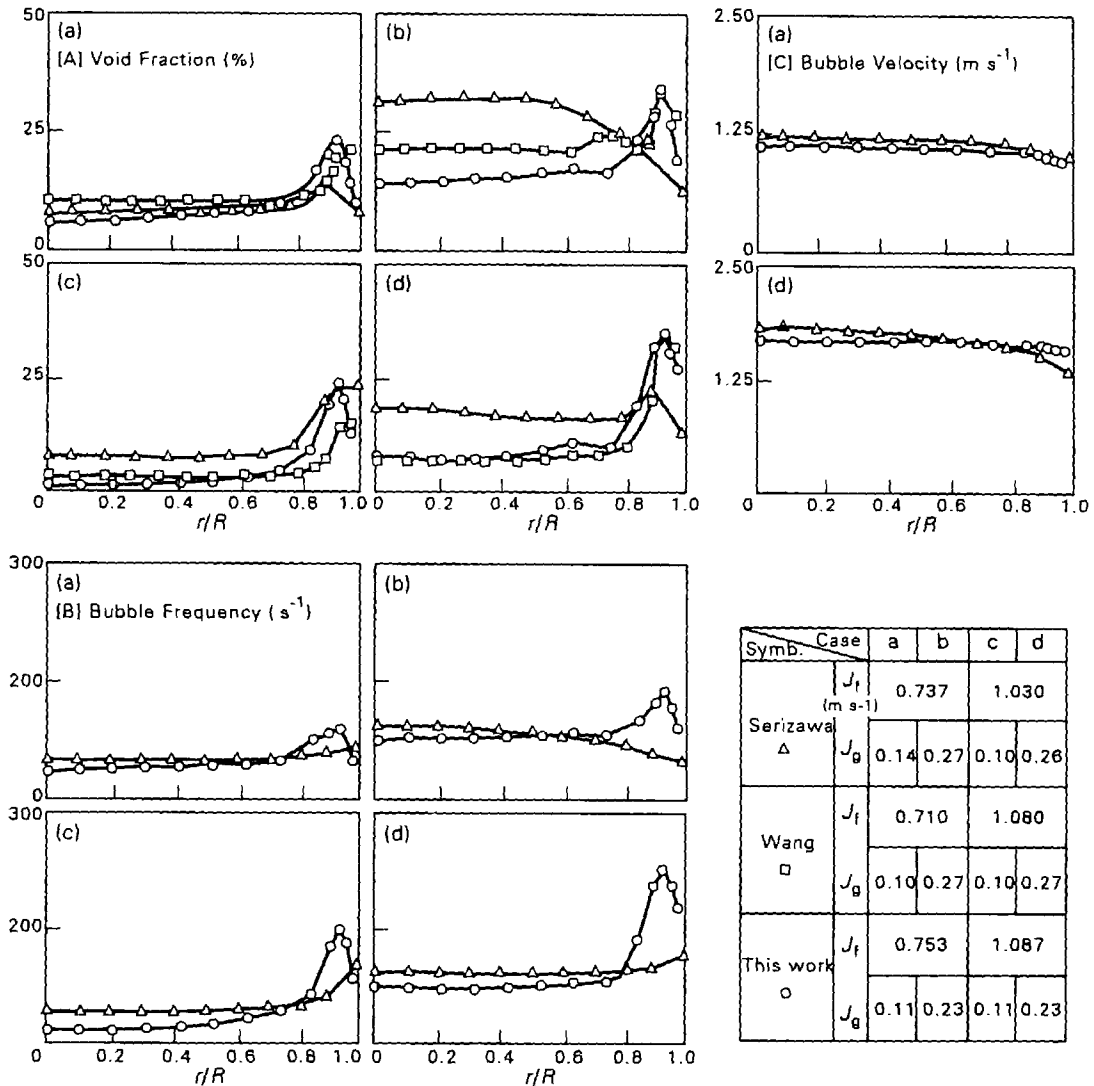 50
(a)
[A] Void Fraction (%)
25
0
(b)
50
(c)
25
0
0.2
0.4
0.6
0.8
1.0
r/R
(d)
0
0.2
0.4
0.6
0.8
1.0
r/R
2.50
(a)
[C] Bubble Velocity (m s-1)
1.25
0
2.50
(d)
1.25
0
0.2
0.4
0.6
0.8
1.0
r/R
300
(a)
[B] Bubble Frequency (s-1)
200
0
(b)
300
(c)
200
0
0.2
0.4
0.6
0.8
1.0
r/R
(d)
0
0.2
0.4
0.6
0.8
1.0
r/R
Symb. Case a b c d
Serizawa Jf (m s-1) 0.737 1.030
Jg 0.14 0.27 0.10 0.26
Wang Jf 0.710 1.080
Jg 0.10 0.27 0.10 0.27
This work Jf 0.753 1.087
Jg 0.11 0.23 0.11 0.23